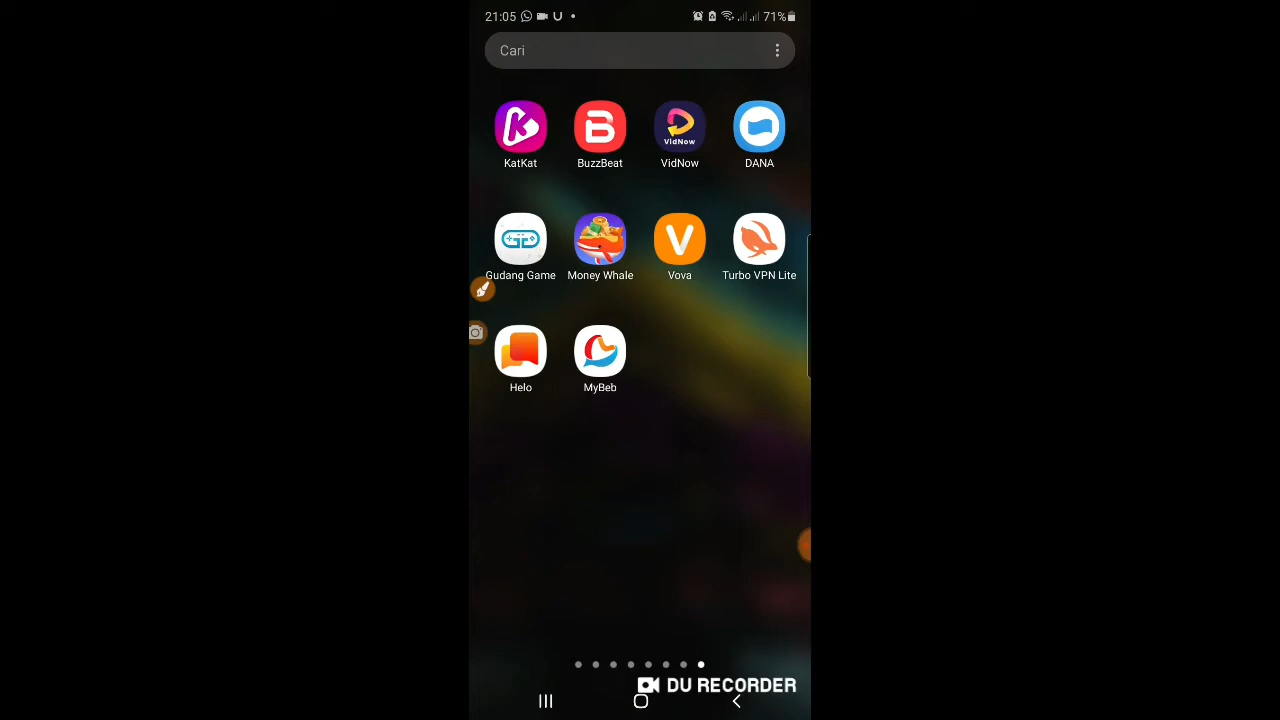 21:05 71%
Cari
KatKat BuzzBeat VidNow DANA
Gudang Game Money Whale Vova Turbo VPN Lite
Helo MyBeb
DU RECORDER